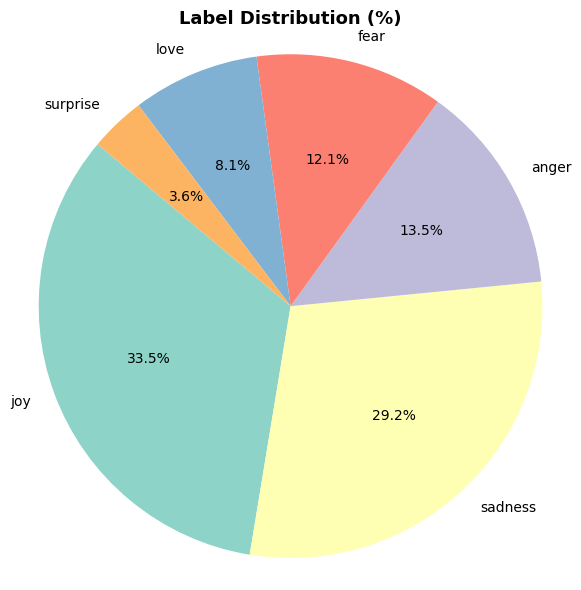 Label Distribution (%)
fear
love
surprise
anger
joy
sadness
12.1%
8.1%
3.6%
13.5%
33.5%
29.2%